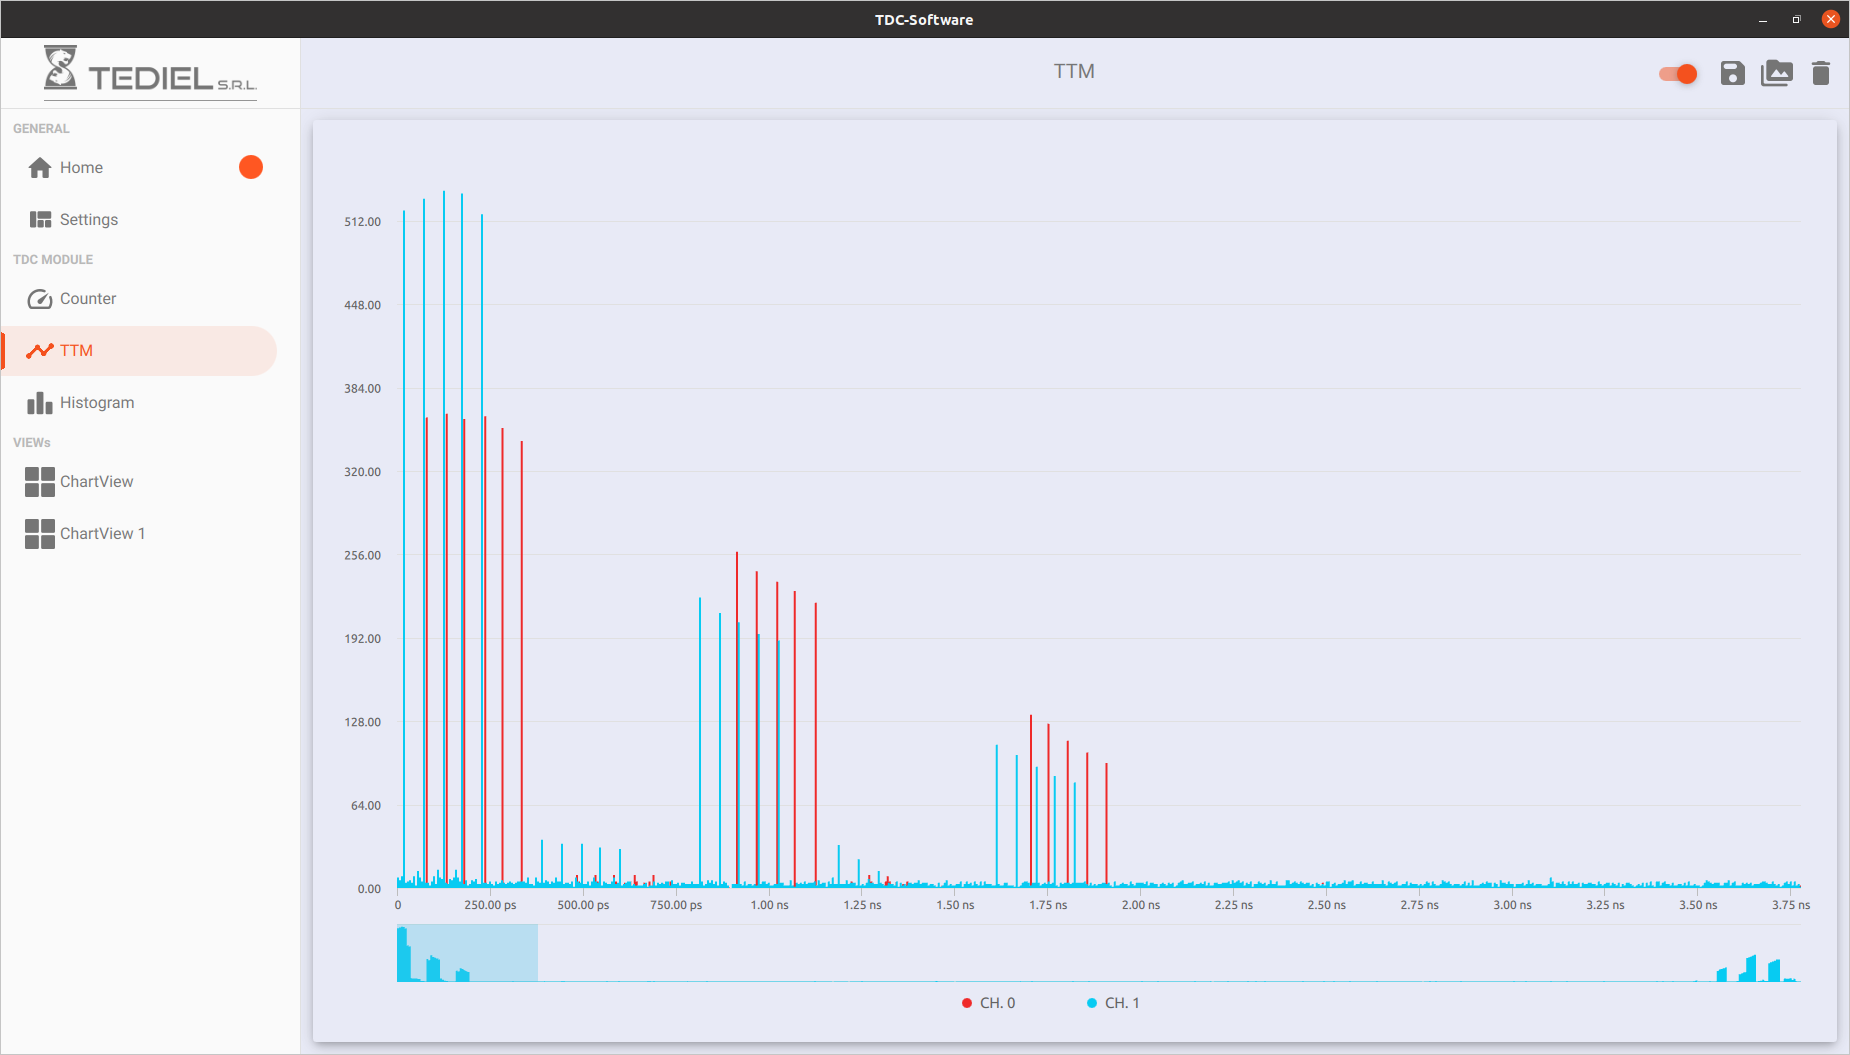 TDC-Software
TEDIEL S.R.L.
TTM
GENERAL
Home
Settings
TDC MODULE
Counter
TTM
Histogram
VIEWs
ChartView
ChartView 1
512.00
448.00
384.00
320.00
256.00
192.00
128.00
64.00
0.00
0 250.00 ps 500.00 ps 750.00 ps 1.00 ns 1.25 ns 1.50 ns 1.75 ns 2.00 ns 2.25 ns 2.50 ns 2.75 ns 3.00 ns 3.25 ns 3.50 ns 3.75 ns
CH. 0 CH. 1